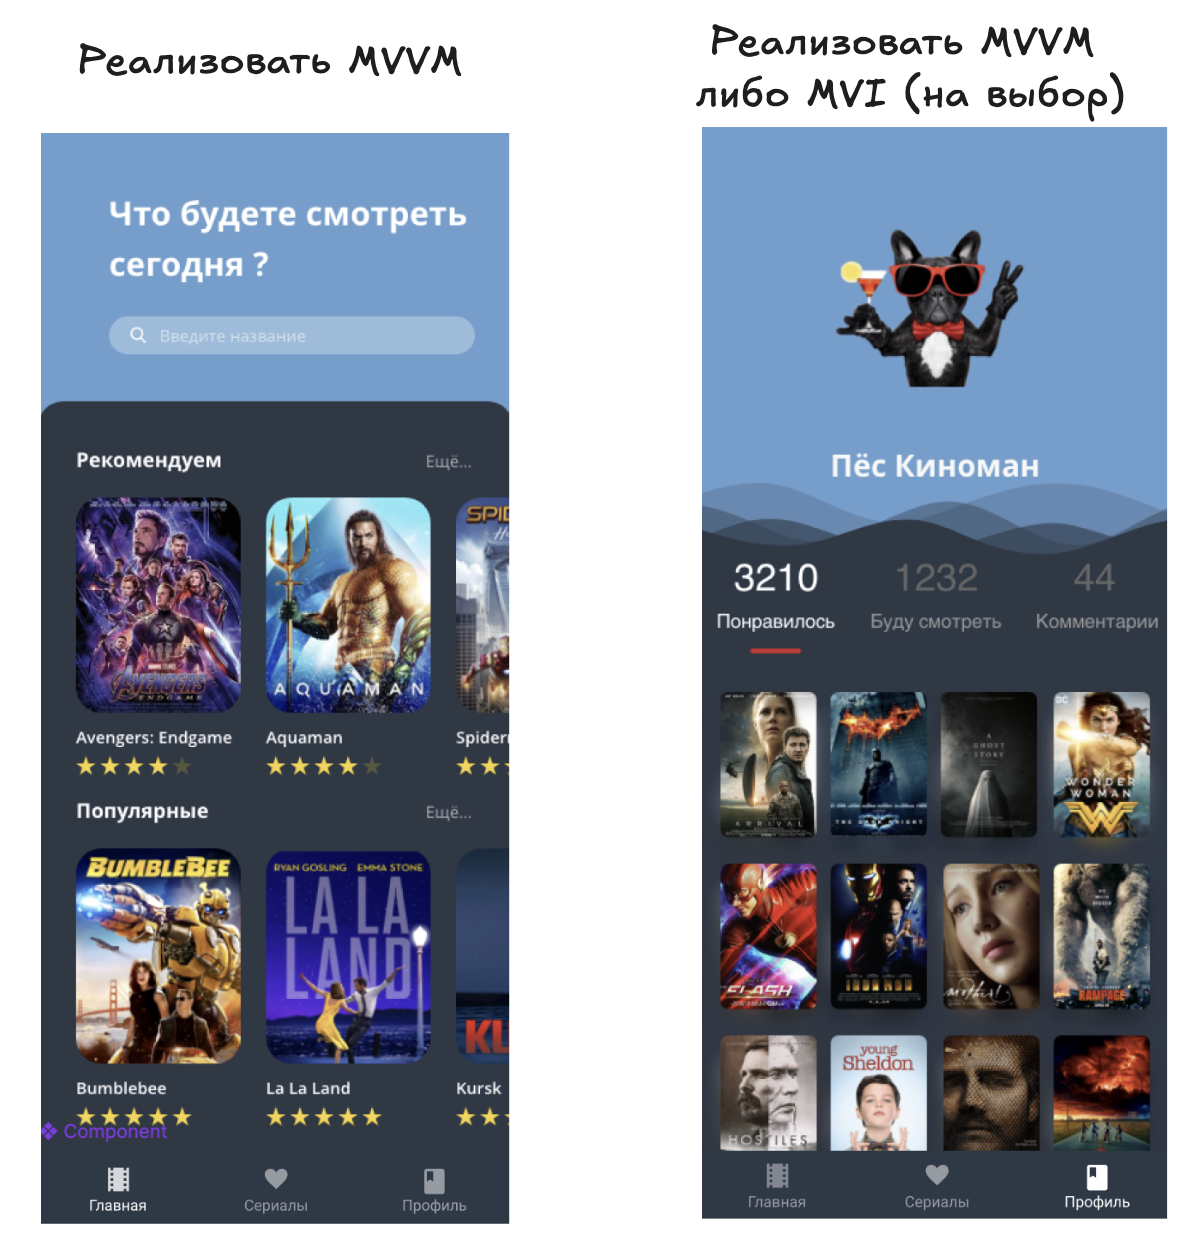 Реализовать MVVM
Что будете смотреть
сегодня ?
Введите название
Рекомендуем
Ещё...
AVENGERS
ENDGAME
AQUAMAN
Avengers: Endgame
Aquaman
Популярные
Ещё...
BUMBLEBEE
RYAN GOSLING EMMA STONE
LA LA
LAND
Bumblebee
La La Land
Kursk
Component
Главная
Сериалы
Профиль
Реализовать MVVM
либо MVI (на выбор)
Пёс Киноман
3210
1232
44
Понравилось
Буду смотреть
Комментарии
ARRIVAL
THE DARK KNIGHT
A
GHOST
STORY
DC
WONDER
WOMAN
FLASH
IRON MAN
mother!
RAMPAGE
HOSTILES
young
Sheldon
Главная
Сериалы
Профиль